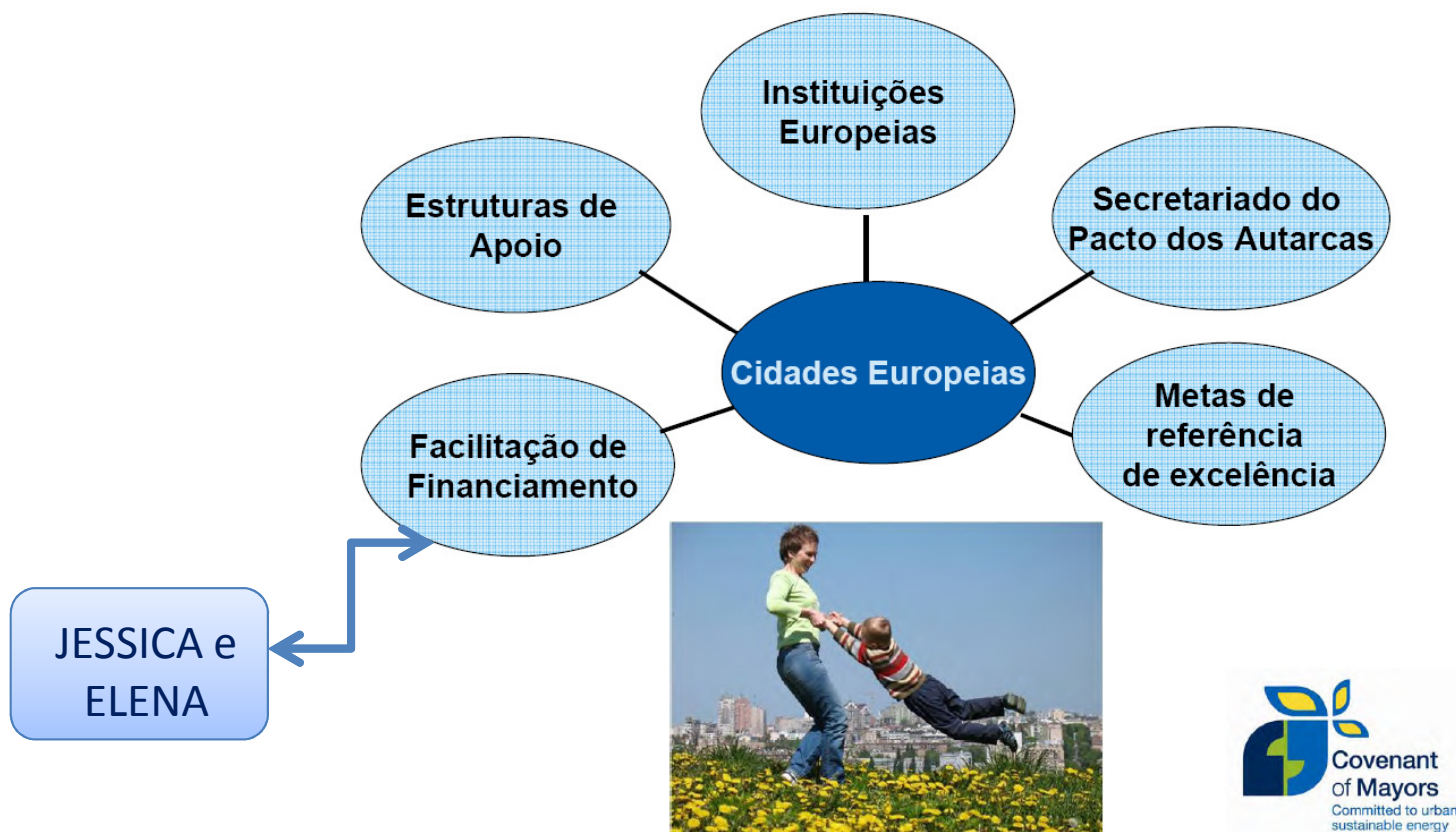 Instituições
Europeias
Estruturas de
Apoio
Secretariado do
Pacto dos Autarcas
Cidades Europeias
Facilitação de
Financiamento
Metas de
referência
de excelência
JESSICA e
ELENA
Covenant
of Mayors
Committed to urban
sustainable energy